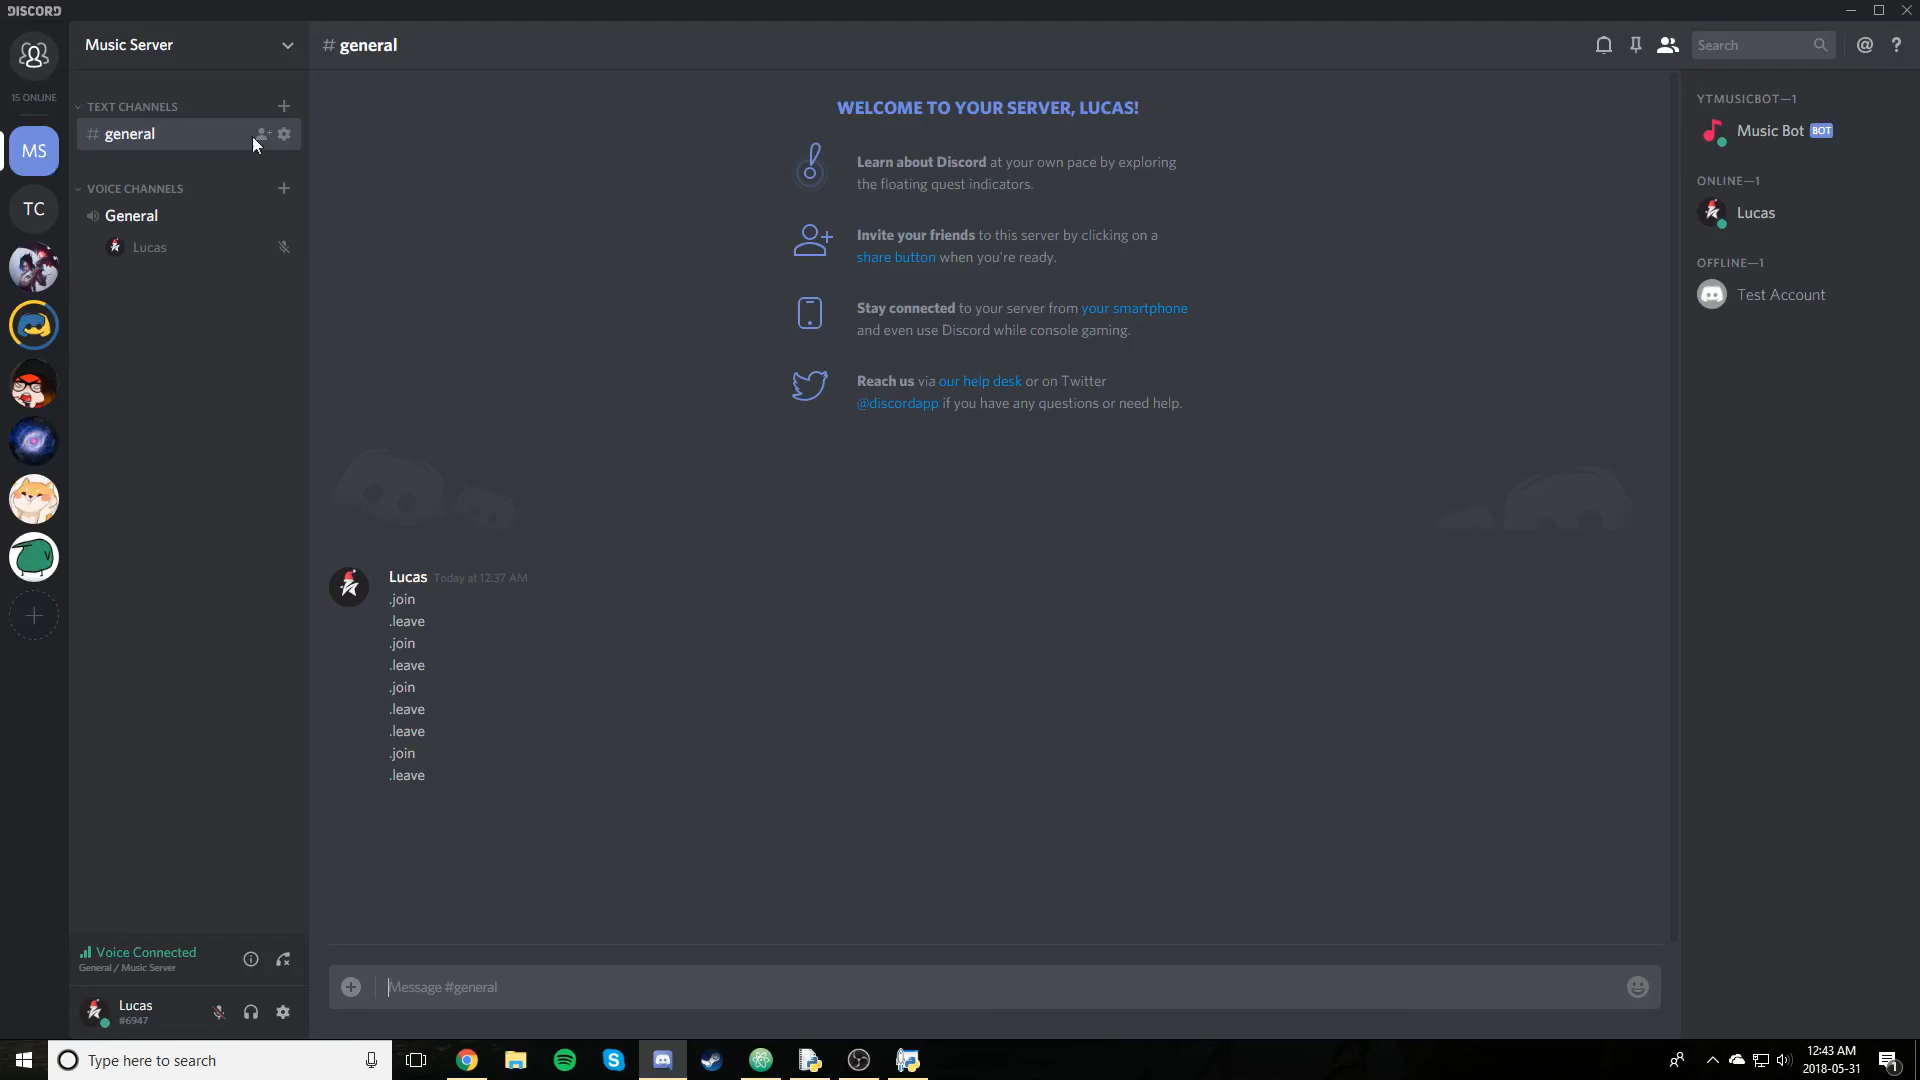 DISCORD
Music Server
# general
Search
@
?
15 ONLINE
MS
TC
TEXT CHANNELS
# general
VOICE CHANNELS
General
Lucas
WELCOME TO YOUR SERVER, LUCAS!
Learn about Discord at your own pace by exploring
the floating quest indicators.
Invite your friends to this server by clicking on a
share button when you're ready.
Stay connected to your server from your smartphone
and even use Discord while console gaming.
Reach us via our help desk or on Twitter
@discordapp if you have any questions or need help.
Lucas Today at 12:37 AM
.join
.leave
.join
.leave
.join
.leave
.leave
.join
.leave
Message #general
YTMUSICBOT—1
Music Bot BOT
ONLINE—1
Lucas
OFFLINE—1
Test Account
Voice Connected
General / Music Server
Lucas
#6947
Type here to search
12:43 AM
2018-05-31
1